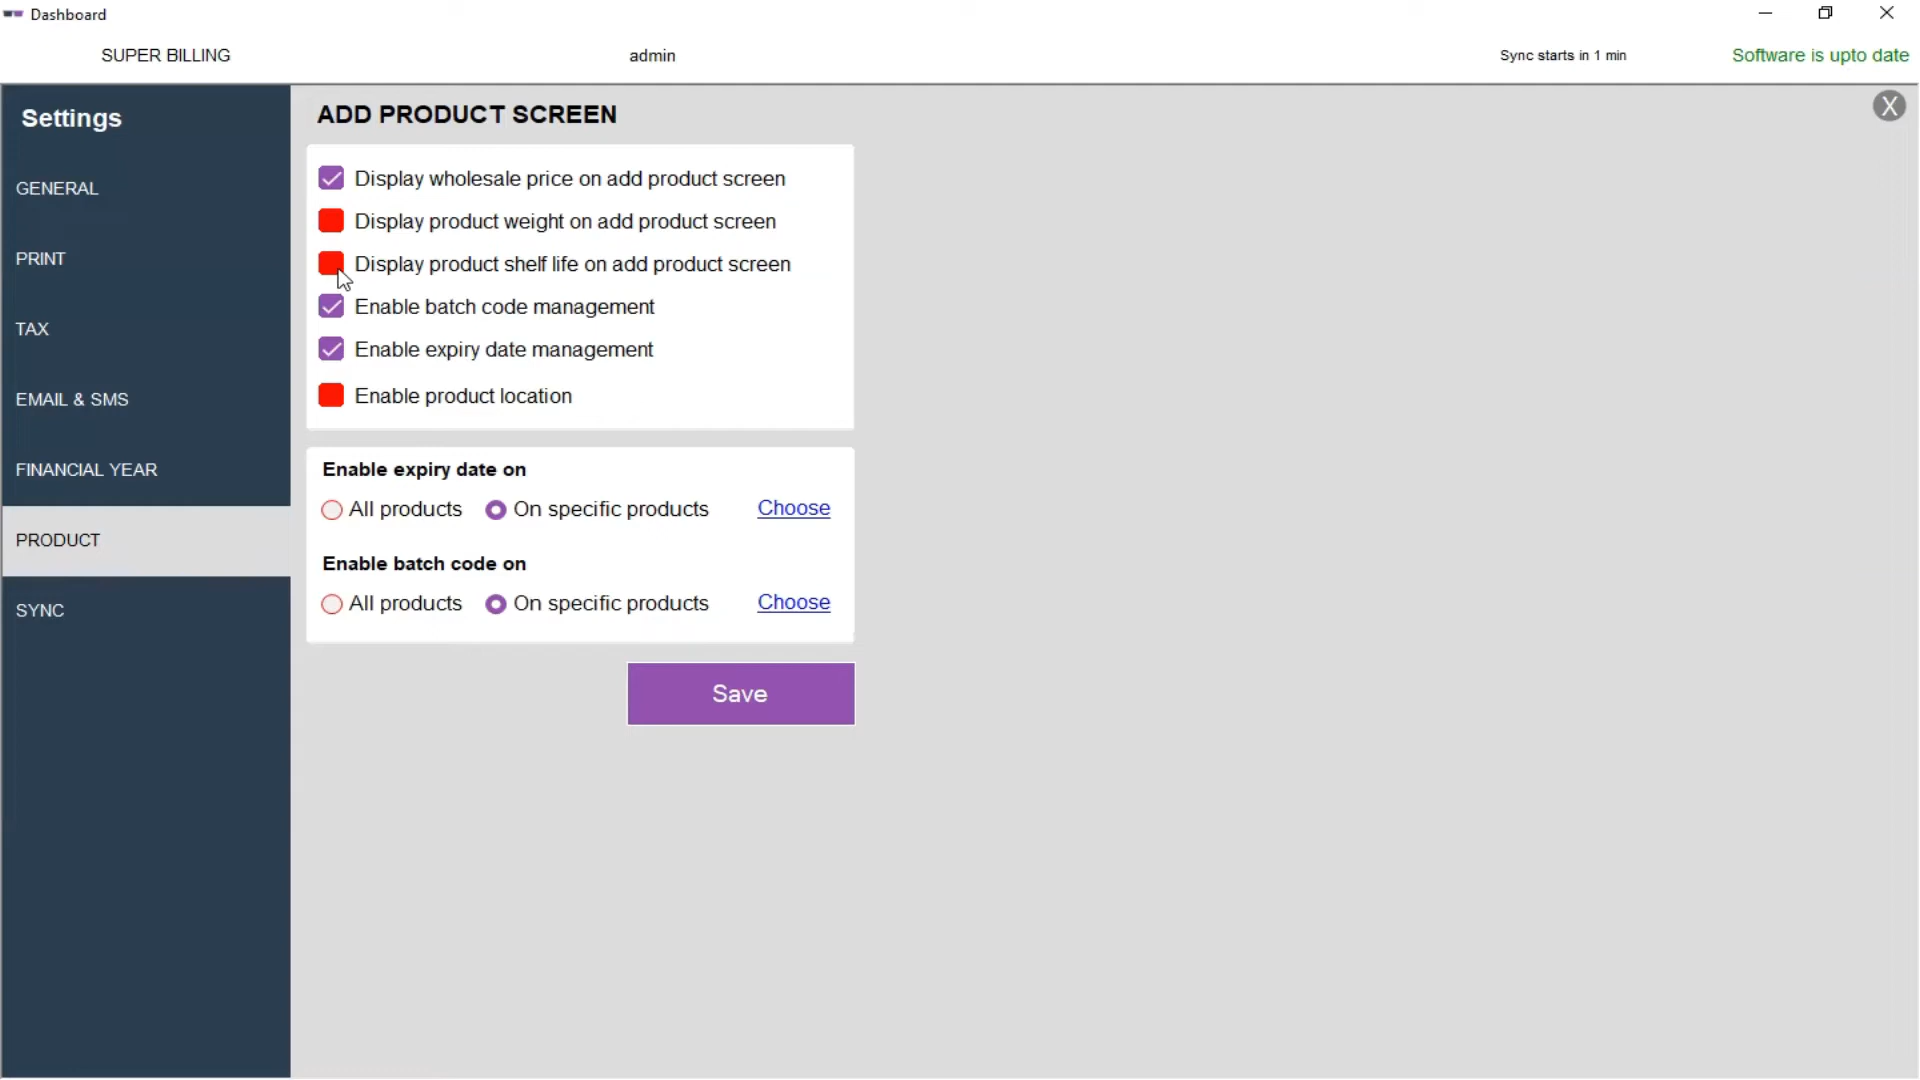 Dashboard
SUPER BILLING
admin
Sync starts in 1 min
Software is upto date
Settings
GENERAL
PRINT
TAX
EMAIL & SMS
FINANCIAL YEAR
PRODUCT
SYNC
ADD PRODUCT SCREEN
X
Display wholesale price on add product screen
Display product weight on add product screen
Display product shelf life on add product screen
Enable batch code management
Enable expiry date management
Enable product location
Enable expiry date on
All products On specific products Choose
Enable batch code on
All products On specific products Choose
Save